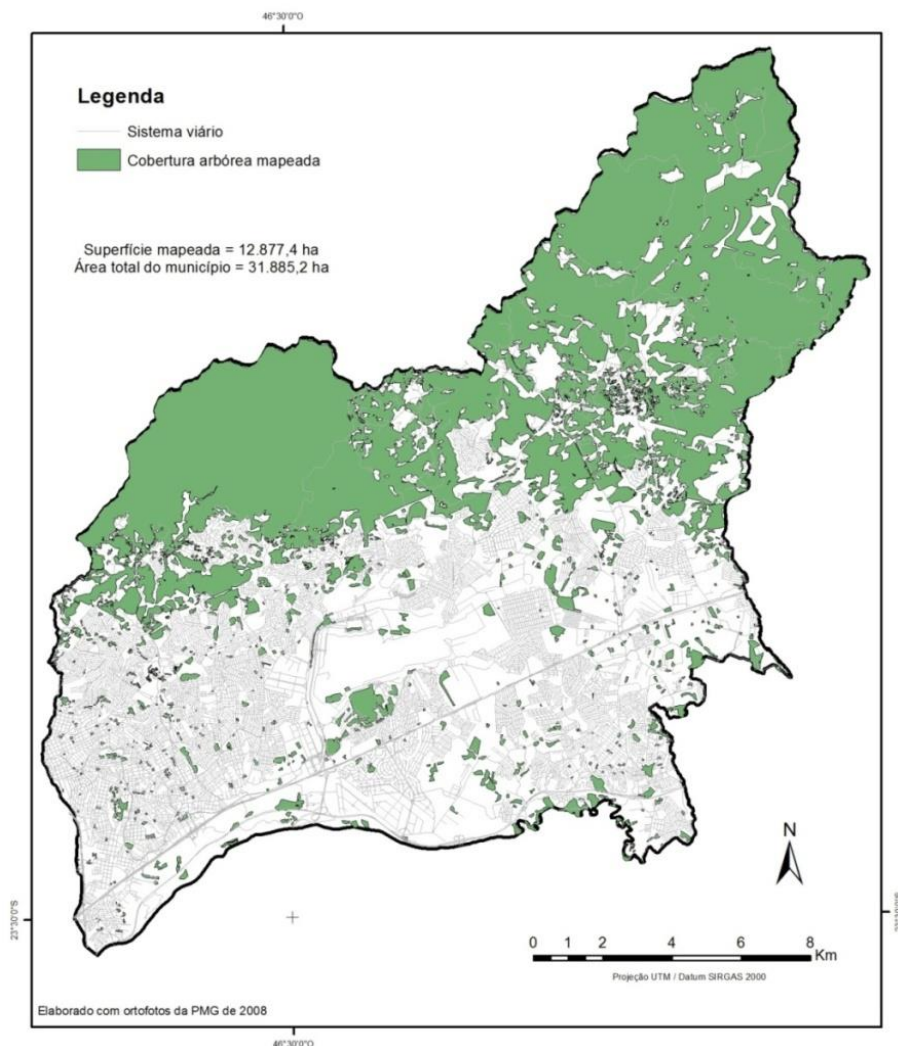 46°30'0"O
Legenda
Sistema viário
Cobertura arbórea mapeada
Superfície mapeada = 12.877,4 ha
Área total do município = 31.885,2 ha
N
23°30'0"S
0 1 2 4 6 8
Km
Projeção UTM / Datum SIRGAS 2000
Elaborado com ortofotos da PMG de 2008
46°30'0"O